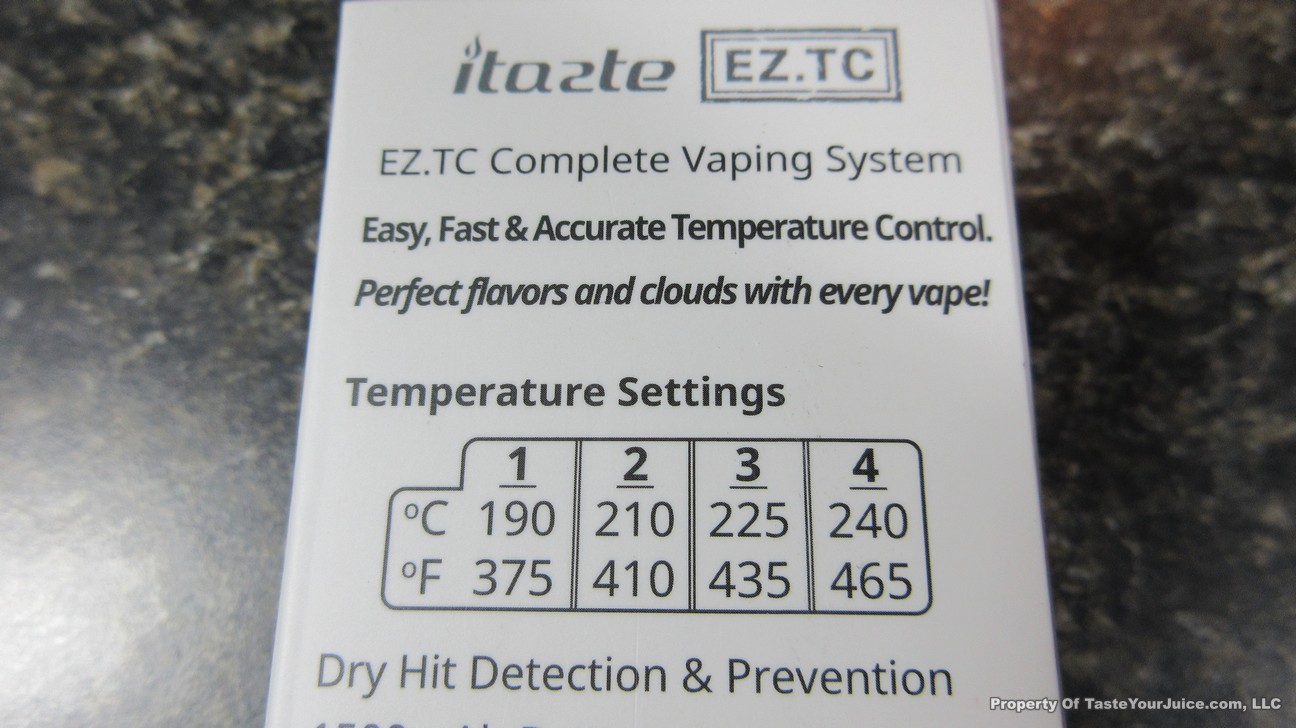 itaste EZ.TC
EZ.TC Complete Vaping System
Easy, Fast & Accurate Temperature Control.
Perfect flavors and clouds with every vape!
Temperature Settings
1 2 3 4
ºC 190 210 225 240
ºF 375 410 435 465
Dry Hit Detection & Prevention
Property Of TasteYourJuice.com, LLC